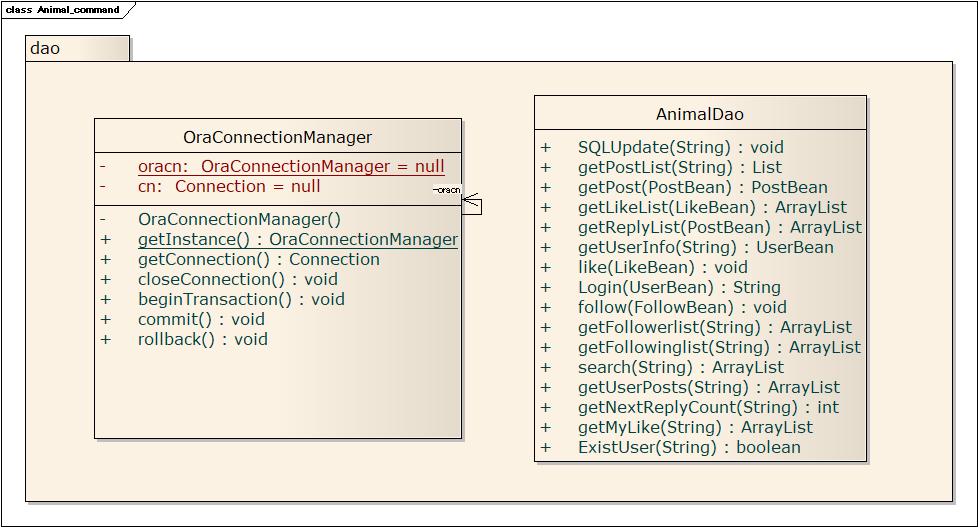 class Animal_command
dao
OraConnectionManager
- oracn: OraConnectionManager = null
- cn: Connection = null
-oracn
- OraConnectionManager()
+ getInstance() : OraConnectionManager
+ getConnection() : Connection
+ closeConnection() : void
+ beginTransaction() : void
+ commit() : void
+ rollback() : void
AnimalDao
+ SQLUpdate(String) : void
+ getPostList(String) : List
+ getPost(PostBean) : PostBean
+ getLikeList(LikeBean) : ArrayList
+ getReplyList(PostBean) : ArrayList
+ getUserInfo(String) : UserBean
+ like(LikeBean) : void
+ Login(UserBean) : String
+ follow(FollowBean) : void
+ getFollowerlist(String) : ArrayList
+ getFollowinglist(String) : ArrayList
+ search(String) : ArrayList
+ getUserPosts(String) : ArrayList
+ getNextReplyCount(String) : int
+ getMyLike(String) : ArrayList
+ ExistUser(String) : boolean